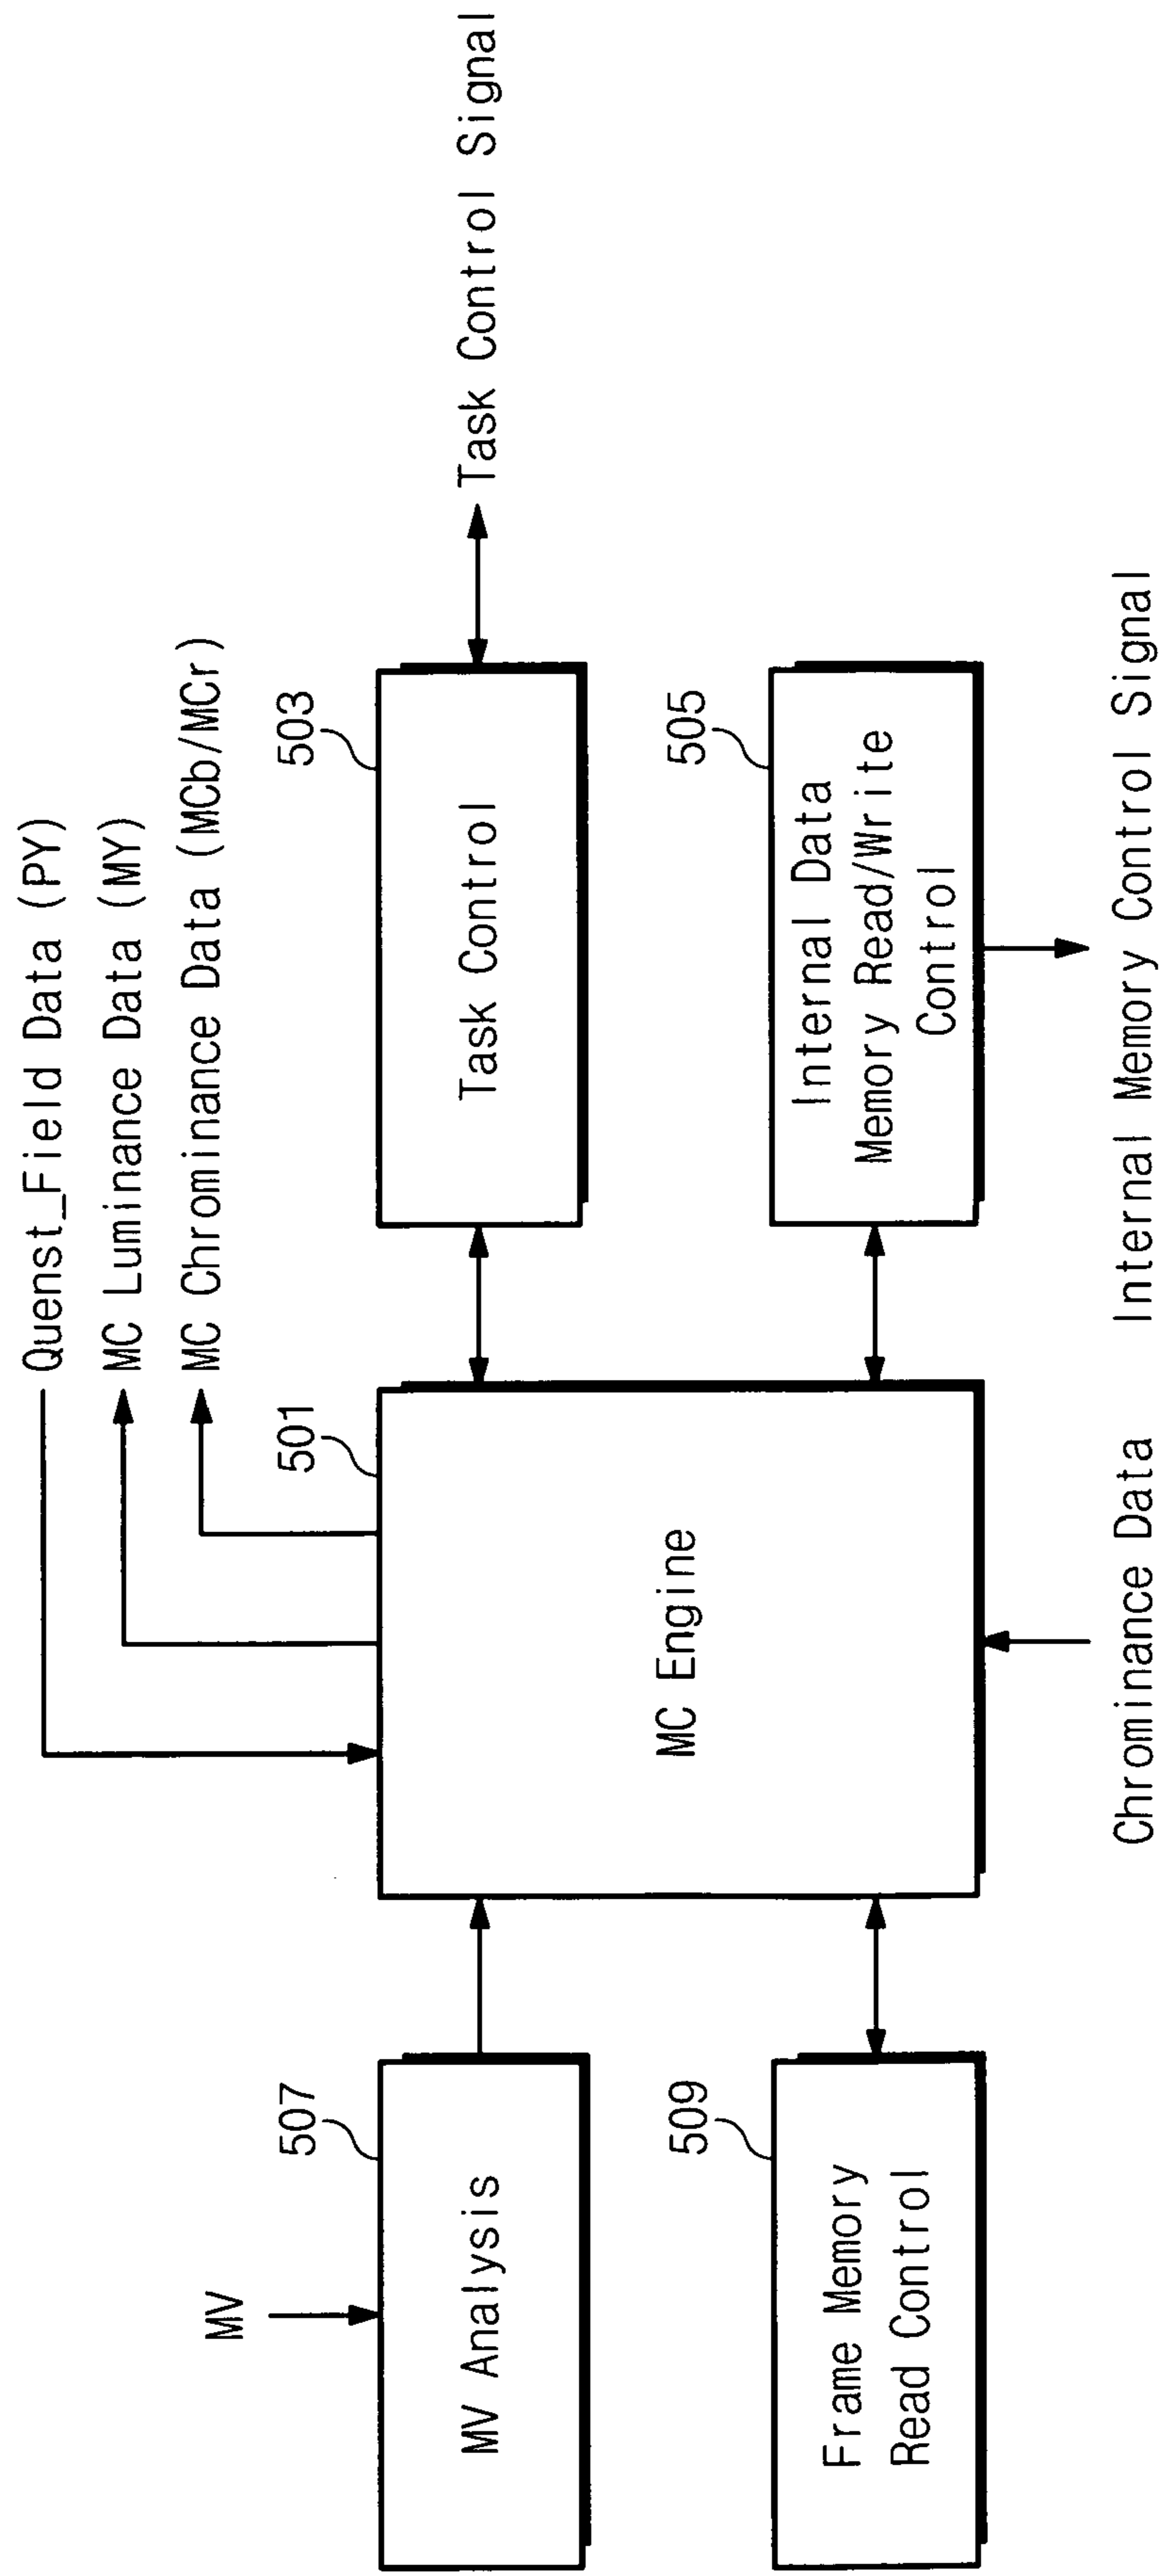 Quenst_Field Data (PY)
MC Luminance Data (MY)
MC Chrominance Data (MCb/MCr)
MV
507
501
503
MV Analysis
Task Control
Task Control Signal
MC Engine
509
505
Frame Memory
Read Control
Internal Data
Memory Read/Write
Control
Chrominance Data
Internal Memory Control Signal